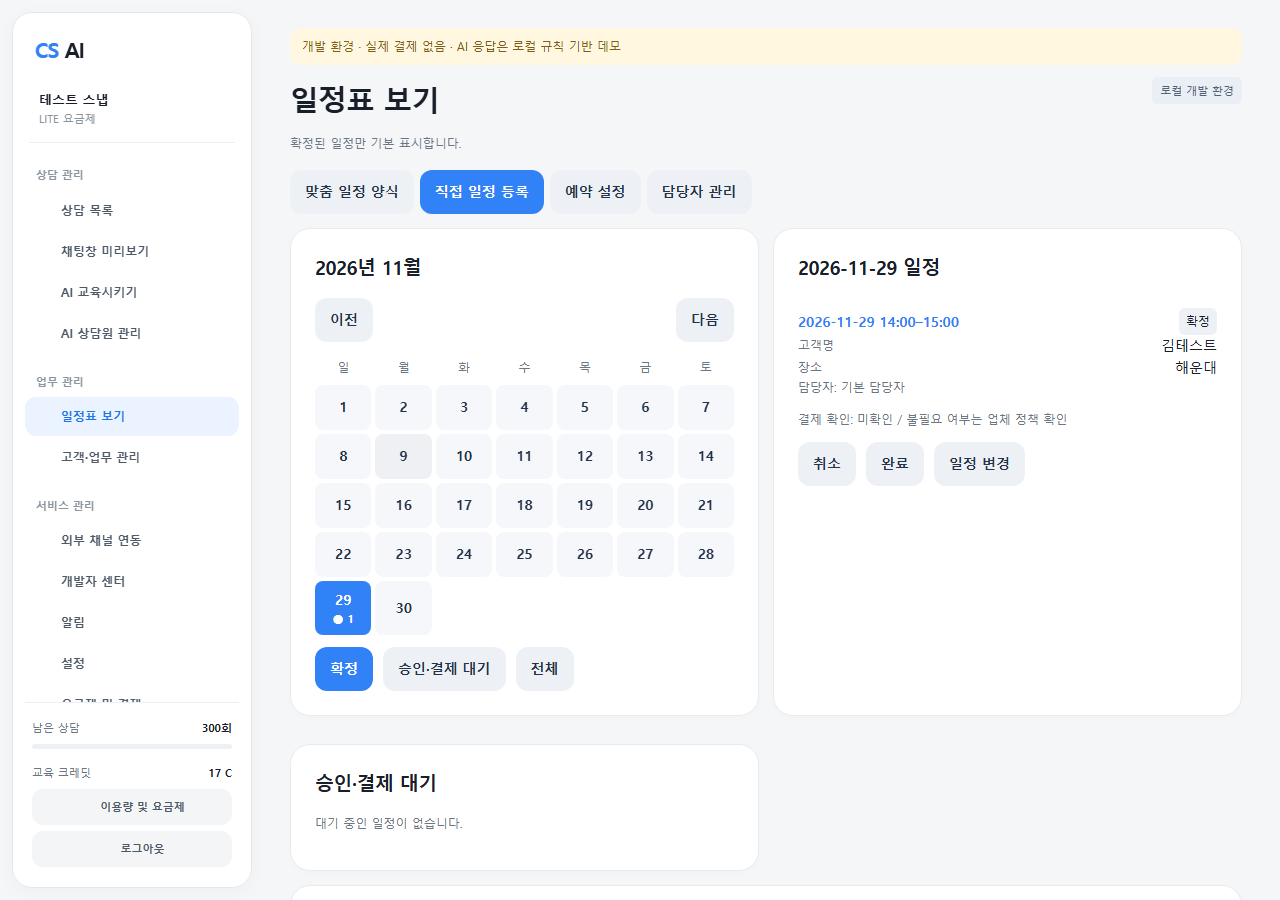 CS AI
테스트 스냅
LITE 요금제
상담 관리
상담 목록
채팅창 미리보기
AI 교육시키기
AI 상담원 관리
업무 관리
일정표 보기
고객·업무 관리
서비스 관리
외부 채널 연동
개발자 센터
알림
설정
남은 상담 300회
교육 크레딧 17 C
이용량 및 요금제
로그아웃
개발 환경 · 실제 결제 없음 · AI 응답은 로컬 규칙 기반 데모
일정표 보기
로컬 개발 환경
확정된 일정만 기본 표시합니다.
맞춤 일정 양식 직접 일정 등록 예약 설정 담당자 관리
2026년 11월
이전 다음
일 월 화 수 목 금 토
1 2 3 4 5 6 7
8 9 10 11 12 13 14
15 16 17 18 19 20 21
22 23 24 25 26 27 28
29 30
● 1
확정 승인·결제 대기 전체
2026-11-29 일정
2026-11-29 14:00–15:00 확정
고객명 김테스트
장소 해운대
담당자: 기본 담당자
결제 확인: 미확인 / 불필요 여부는 업체 정책 확인
취소 완료 일정 변경
승인·결제 대기
대기 중인 일정이 없습니다.